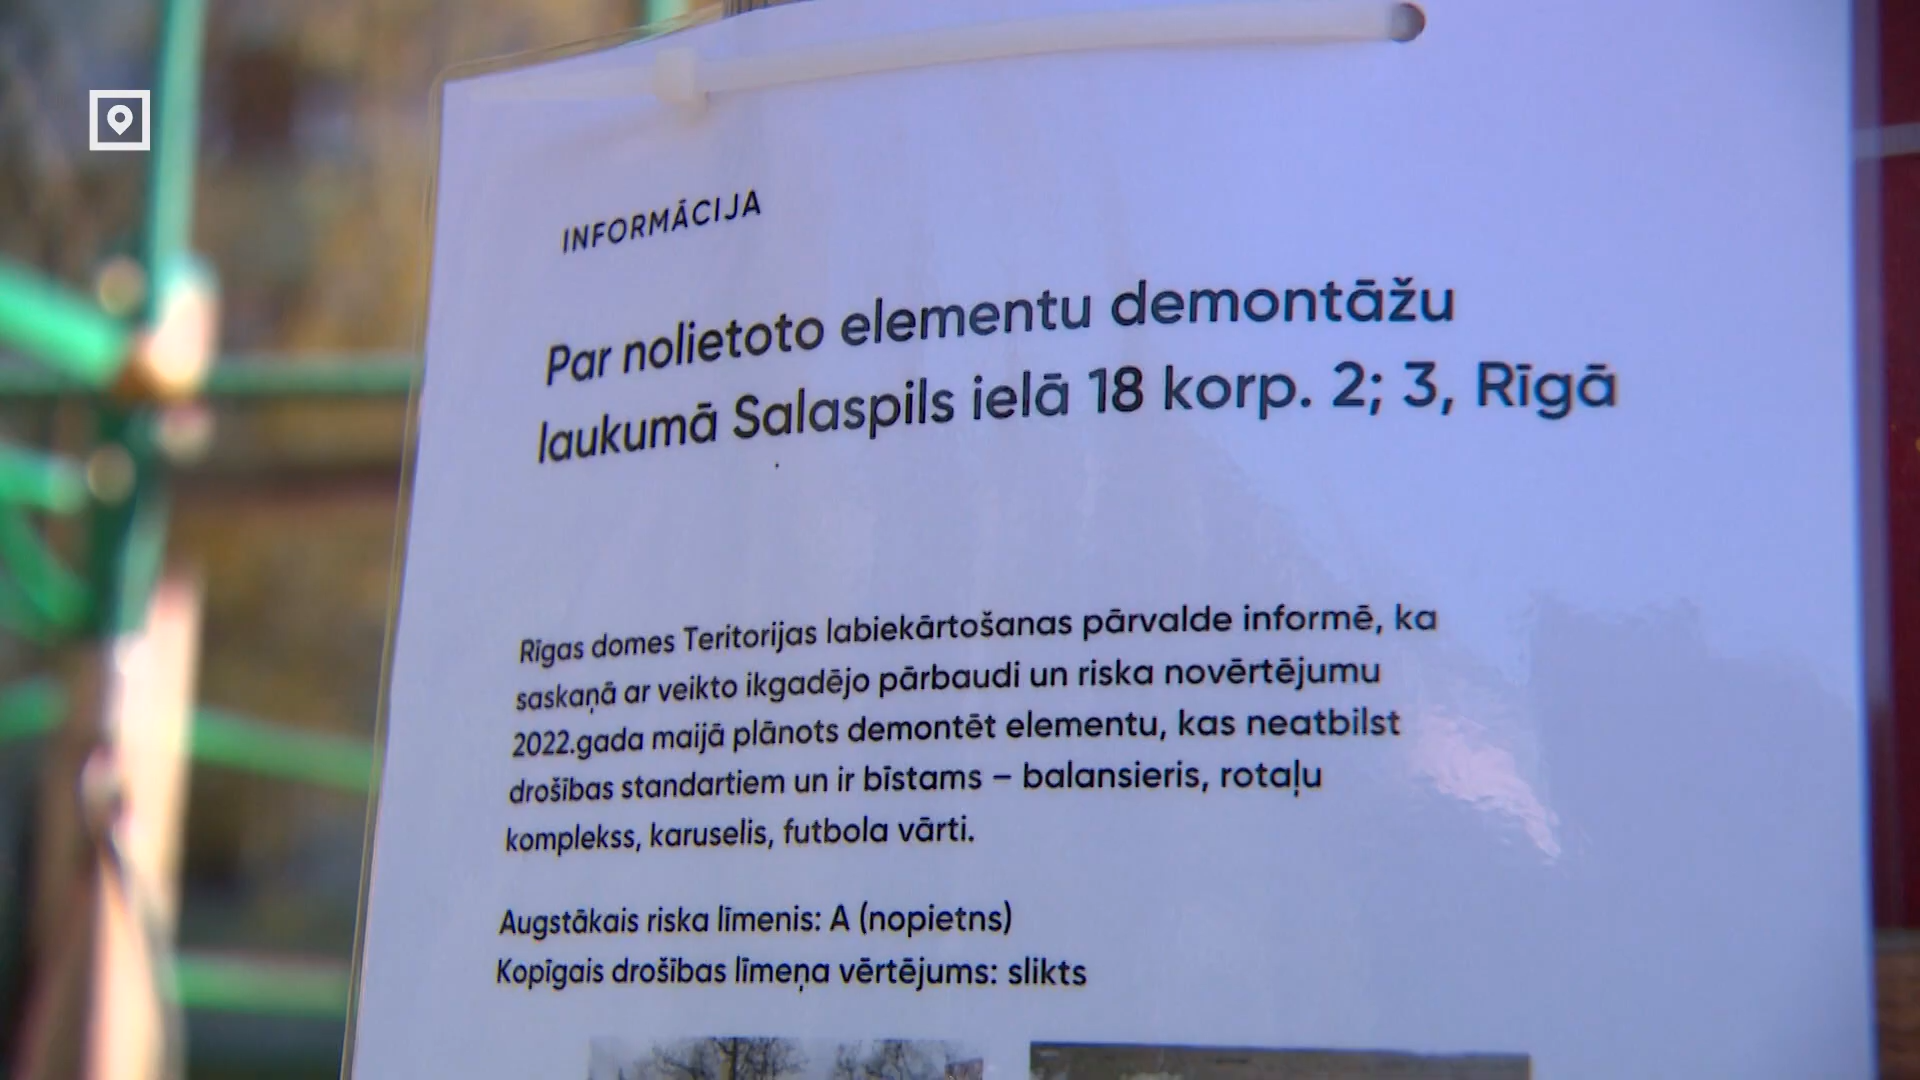 INFORMĀCIJA
Par nolietoto elementu demontāžu
laukumā Salaspils ielā 18 korp. 2; 3, Rīgā
Rīgas domes Teritorijas labiekārtošanas pārvalde informē, ka
saskaņā ar veikto ikgadējo pārbaudi un riska novērtējumu
2022.gada maijā plānots demontēt elementu, kas neatbilst
drošības standartiem un ir bīstams – balansieris, rotaļu
komplekss, karuselis, futbola vārti.
Augstākais riska līmenis: A (nopietns)
Kopīgais drošības līmeņa vērtējums: slikts